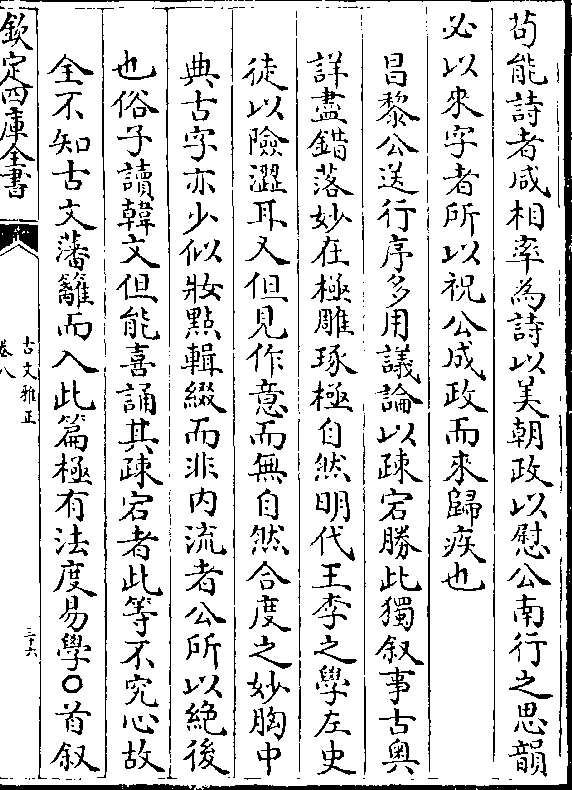 苟能詩者咸相率為詩以美朝政以慰公南行之思韻
必以來字者所以祝公成政而來歸疾也
昌黎公送行序多用議論以疎宕勝此獨叙事古奥
詳盡錯落妙在極雕琢極自然明代王李之學左史
徒以險澀耳又但見作意而無自然合度之妙胸中
典古字亦少似妝點輯綴而非内流者公所以絶後
也俗子讀韓文但能喜誦其疎宕者此等不究心故
全不知古文藩籬而入此篇極有法度易學○首叙
欽定四庫全書
古文雅正
卷八
三十六